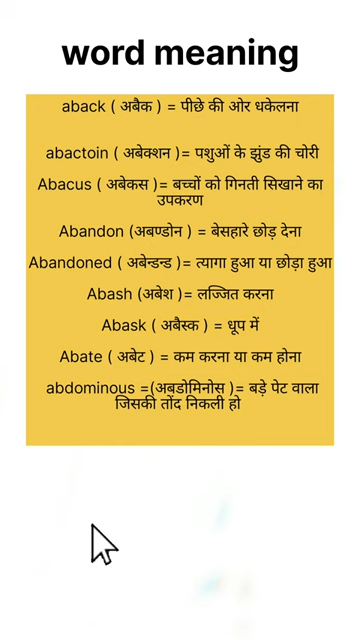 word meaning
aback ( अबैक ) = पीछे की ओर धकेलना
abactoin ( अबेक्शन )= पशुओं के झुंड की चोरी
Abacus ( अबेकस )= बच्चों को गिनती सिखाने का
उपकरण
Abandon (अबण्डोन ) = बेसहारे छोड़ देना
Abandoned ( अबेन्डन्ड )= त्यागा हुआ या छोड़ा हुआ
Abash (अबेश )= लज्जित करना
Abask ( अबैस्क ) = धूप में
Abate ( अबेट ) = कम करना या कम होना
abdominous =(अबडोमिनोस )= बड़े पेट वाला
जिसकी तोंद निकली हो